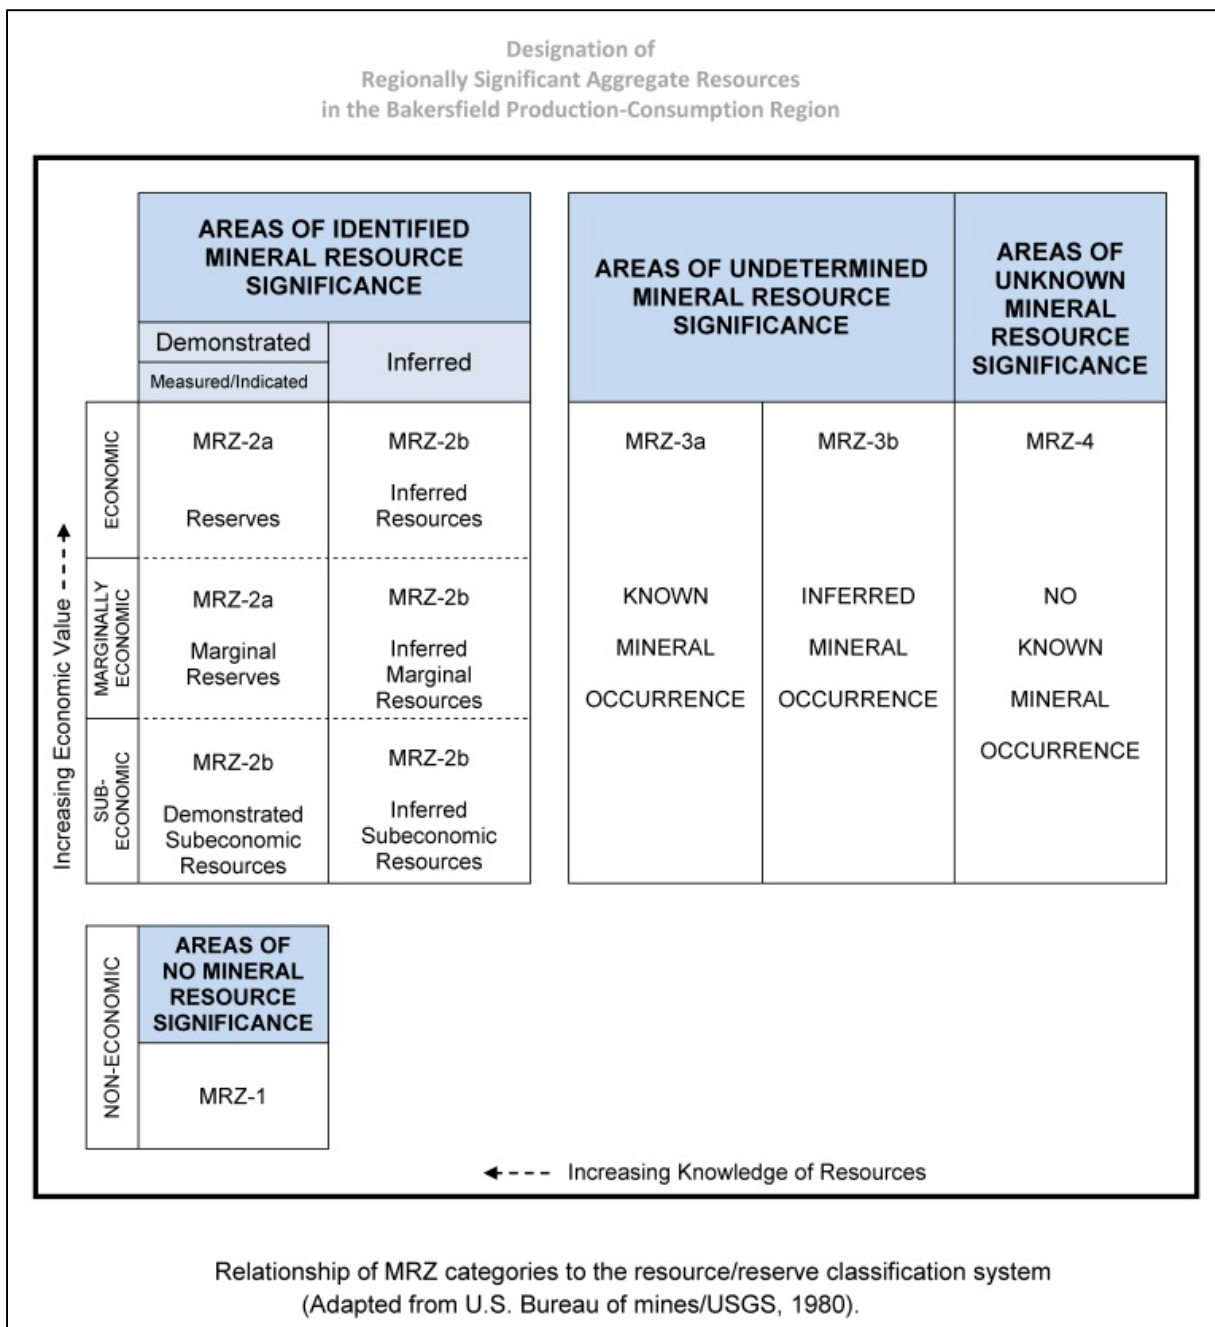 Designation of
Regionally Significant Aggregate Resources
in the Bakersfield Production-Consumption Region
AREAS OF IDENTIFIED
MINERAL RESOURCE
SIGNIFICANCE
Demonstrated
Measured/Indicated
Inferred
AREAS OF UNDETERMINED
MINERAL RESOURCE
SIGNIFICANCE
AREAS OF
UNKNOWN
MINERAL
RESOURCE
SIGNIFICANCE
Increasing Economic Value
ECONOMIC
MRZ-2a
Reserves
MRZ-2b
Inferred
Resources
MARGINALLY
ECONOMIC
MRZ-2a
Marginal
Reserves
MRZ-2b
Inferred
Marginal
Resources
SUB-
ECONOMIC
MRZ-2b
Demonstrated
Subeconomic
Resources
MRZ-2b
Inferred
Subeconomic
Resources
MRZ-3a
KNOWN
MINERAL
OCCURRENCE
MRZ-3b
INFERRED
MINERAL
OCCURRENCE
MRZ-4
NO
KNOWN
MINERAL
OCCURRENCE
NON-ECONOMIC
AREAS OF
NO MINERAL
RESOURCE
SIGNIFICANCE
MRZ-1
Increasing Knowledge of Resources
Relationship of MRZ categories to the resource/reserve classification system
(Adapted from U.S. Bureau of mines/USGS, 1980).